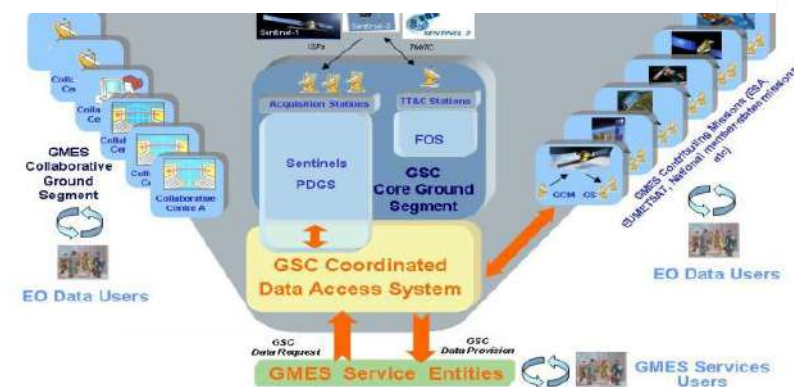 Sentinel-1
Sentinel-3
SENTINEL 2
ISPs
TM&TC
Acquisition Statues
TT&C Stations
FOS
Sentinels
PDGS
GSC
Core Ground
Segment
GSC Coordinated
Data Access System
GSC
Data Request
GSC
Data Provision
GMES Service Entities
GMES Services
Users
GMES
Collaborative
Ground
Segment
EO Data Users
Collaborative
Centre A
GCM
GS
GMES Contributing Missions (ESA,
EUMETSAT, National member-states missions
etc)
EO Data Users